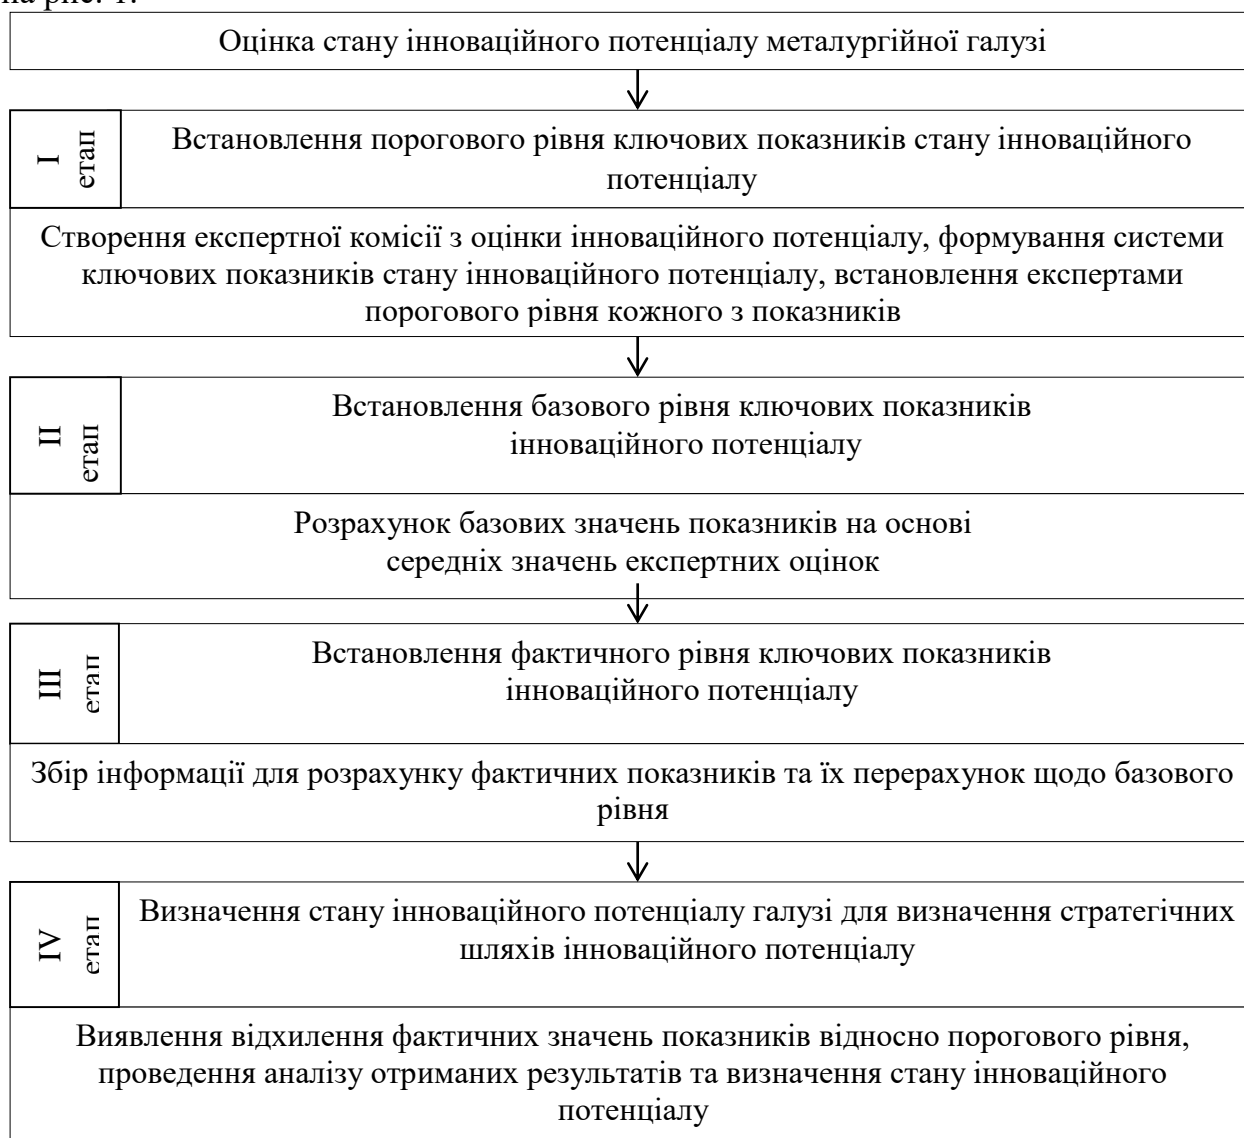 на рис. 1.
Оцінка стану інноваційного потенціалу металургійної галузі
I
етап
Встановлення порогового рівня ключових показників стану інноваційного
потенціалу
Створення експертної комісії з оцінки інноваційного потенціалу, формування системи
ключових показників стану інноваційного потенціалу, встановлення експертами
порогового рівня кожного з показників
II
етап
Встановлення базового рівня ключових показників
інноваційного потенціалу
Розрахунок базових значень показників на основі
середніх значень експертних оцінок
III
етап
Встановлення фактичного рівня ключових показників
інноваційного потенціалу
Збір інформації для розрахунку фактичних показників та їх перерахунок щодо базового
рівня
IV
етап
Визначення стану інноваційного потенціалу галузі для визначення стратегічних
шляхів інноваційного потенціалу
Виявлення відхилення фактичних значень показників відносно порогового рівня,
проведення аналізу отриманих результатів та визначення стану інноваційного
потенціалу